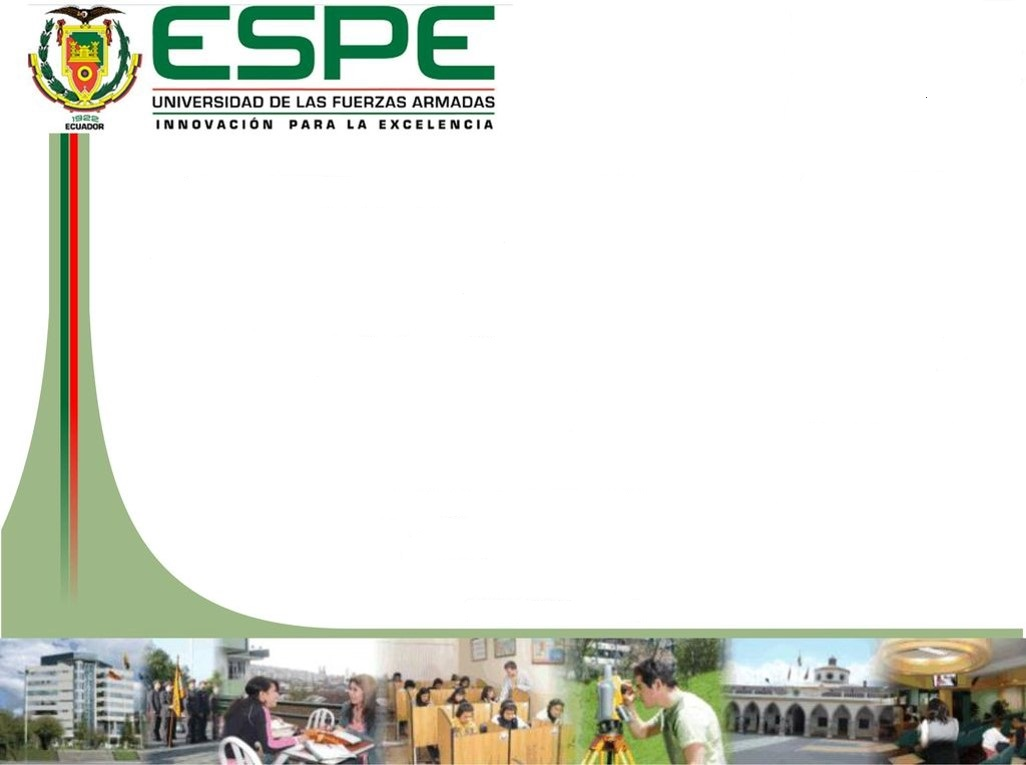 ESPE
UNIVERSIDAD DE LAS FUERZAS ARMADAS
INNOVACIÓN PARA LA EXCELENCIA
1922
ECUADOR